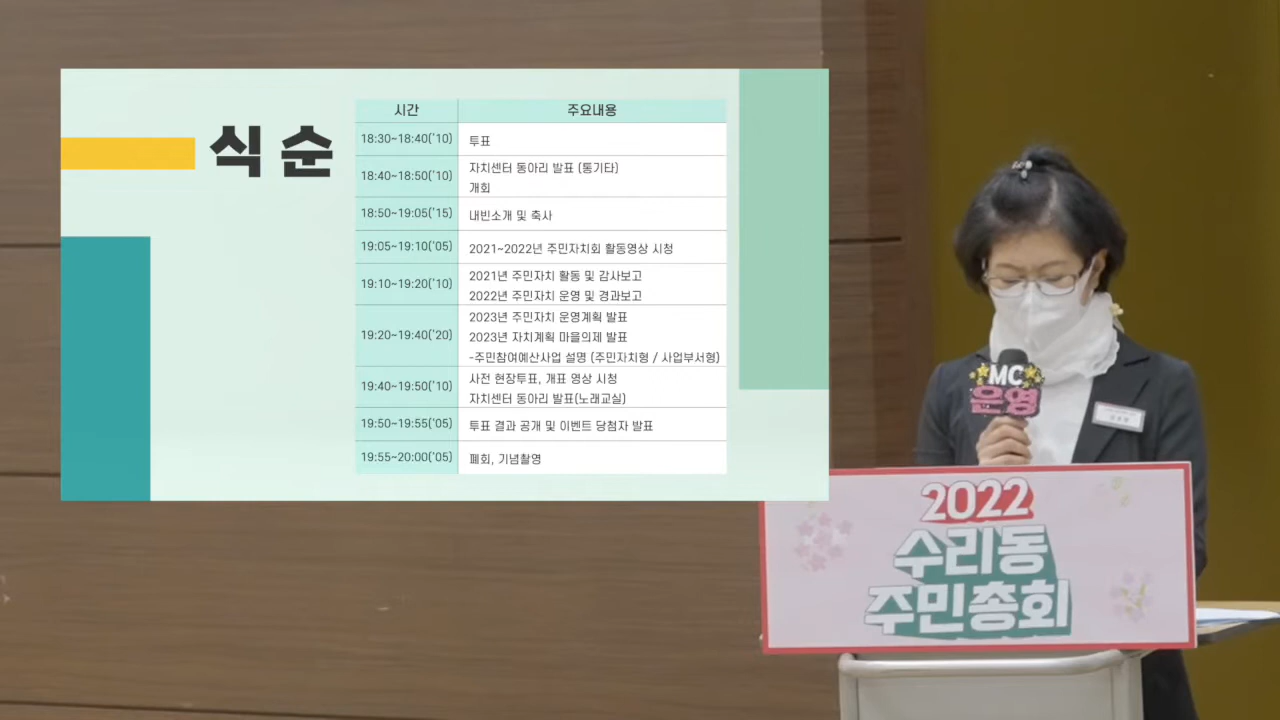 식 순
시간 주요내용
18:30~18:40('10) 투표
18:40~18:50('10) 자치센터 동아리 발표 (통기타)
개회
18:50~19:05('15) 내빈소개 및 축사
19:05~19:10('05) 2021~2022년 주민자치회 활동영상 시청
19:10~19:20('10) 2021년 주민자치 활동 및 감사보고
2022년 주민자치 운영 및 경과보고
19:20~19:40('20) 2023년 주민자치 운영계획 발표
2023년 자치계획 마을의제 발표
-주민참여예산사업 설명 (주민자치형 / 사업부서형)
19:40~19:50('10) 사전 현장투표, 개표 영상 시청
자치센터 동아리 발표(노래교실)
19:50~19:55('05) 투표 결과 공개 및 이벤트 당첨자 발표
19:55~20:00('05) 폐회, 기념촬영
MC
은영
2022
수리동
주민총회